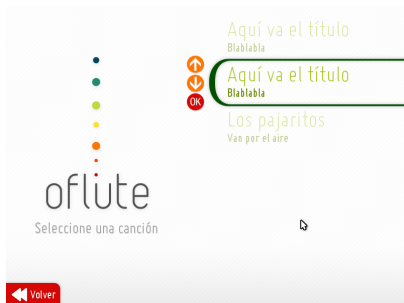 Aquí va el título
Blablabla
Aquí va el título
Blablabla
OK
Los pajaritos
Van por el aire
oflute
Seleccione una canción
Volver